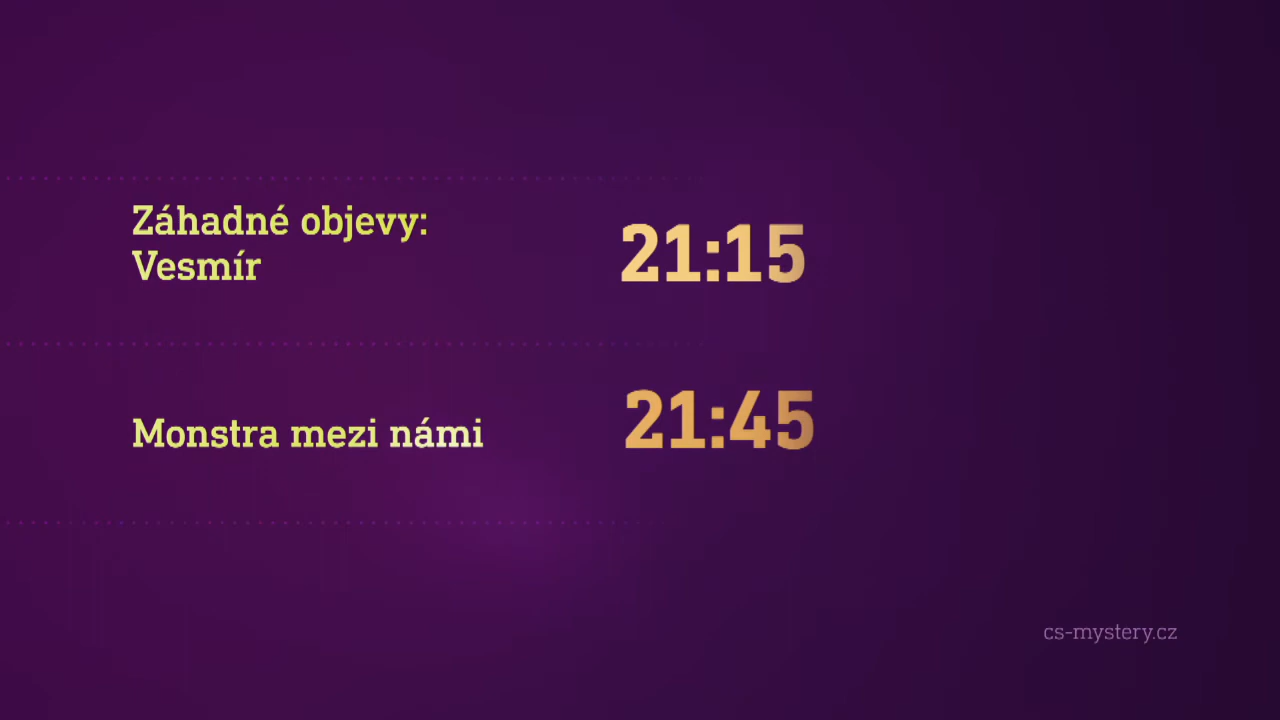 Záhadné objevy:
Vesmír
21:15
Monstra mezi námi
21:45
cs-mystery.cz